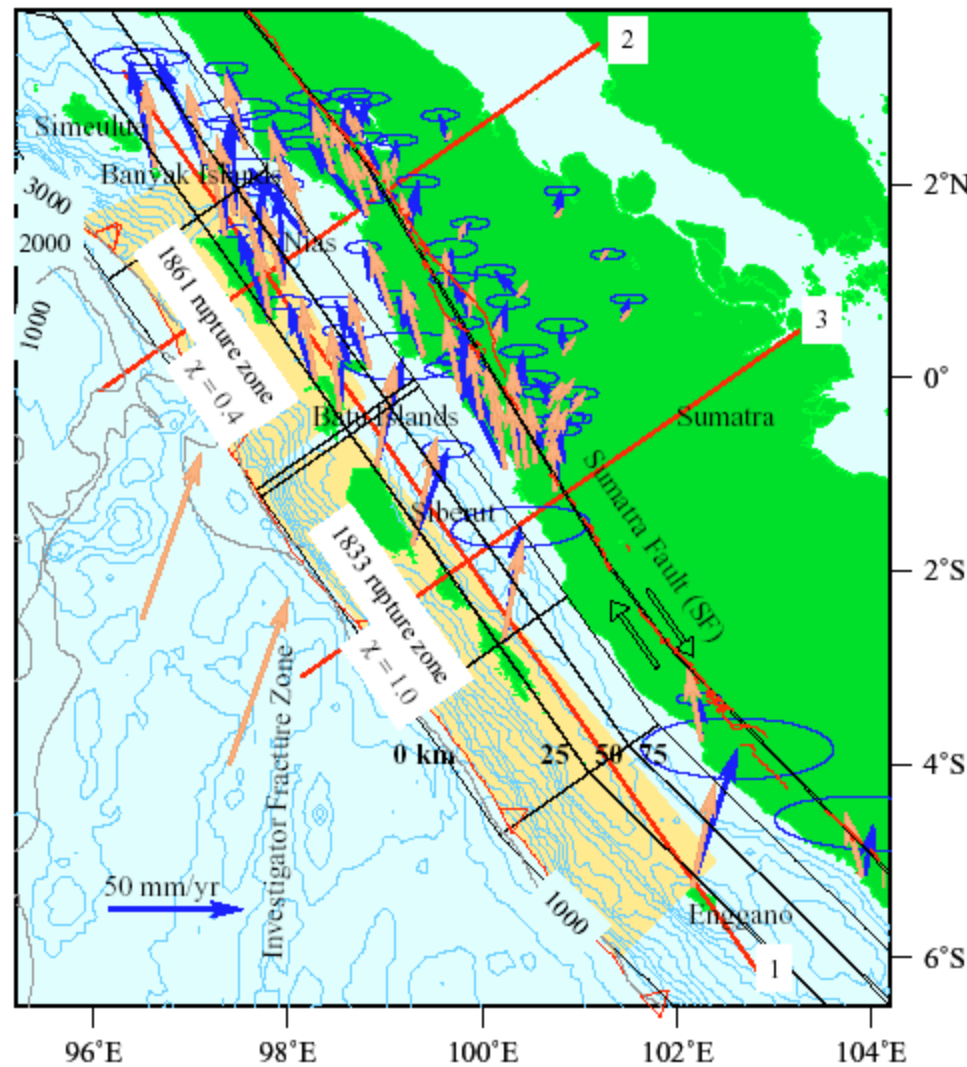 2
Simeulue
3000
Banyak Islands
2°N
2000
Nias
1861 rupture zone
χ = 0.4
1000
3
0°
Batu Islands
Sumatra
Siberut
Sumatra Fault (SF)
1833 rupture zone
χ = 1.0
2°S
Investigator Fracture Zone
0 km
25
50
75
4°S
50 mm/yr
1000
Enggano
1
6°S
96°E
98°E
100°E
102°E
104°E